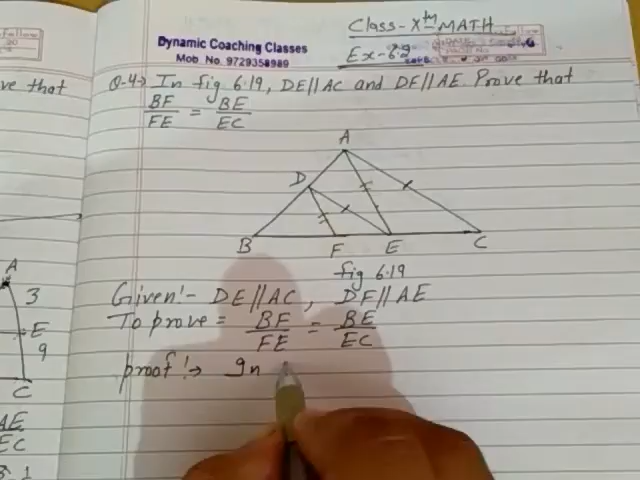 Class-Xth MATH
Dynamic Coaching Classes
Mob. No. 9729358989
Ex-6.2
ve that
Q.4→ In fig 6.19, DE||AC and DF||AE. Prove that
BF/FE = BE/EC
A
D
B F E C
fig 6.19
A
3
E
9
C
AE
EC
Given:- DE||AC, DF||AE
To prove = BF/FE = BE/EC
proof:→ In